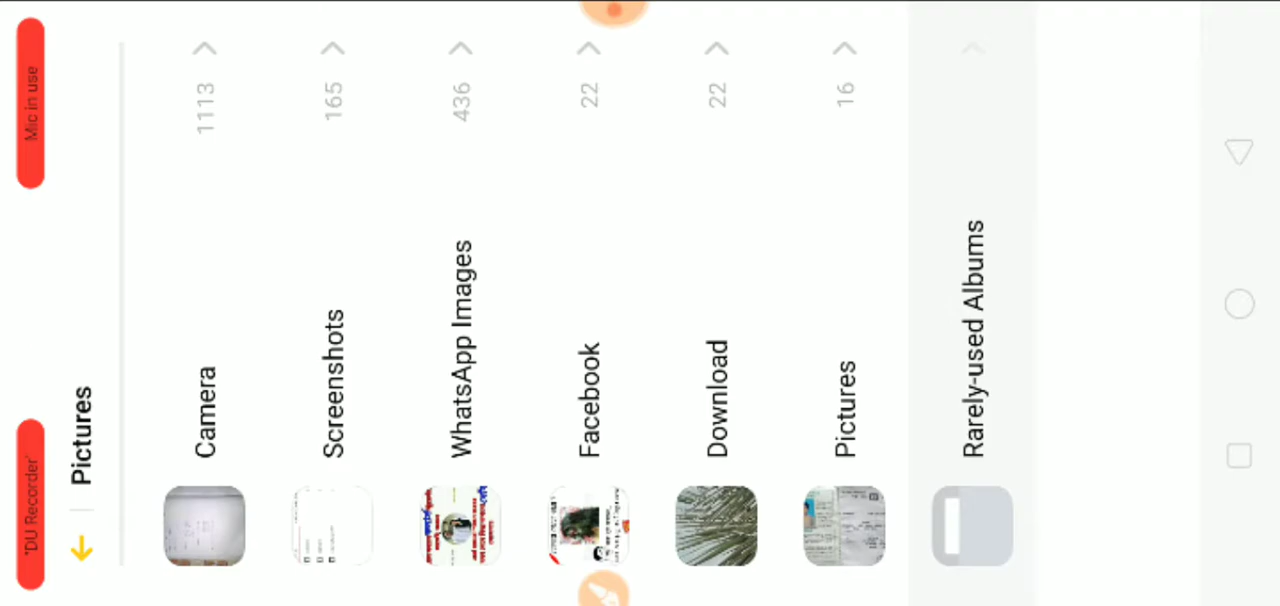 "DU Recorder"
Mic in use
Pictures
Camera
1113
Screenshots
165
WhatsApp Images
436
Facebook
22
Download
22
Pictures
16
Rarely-used Albums